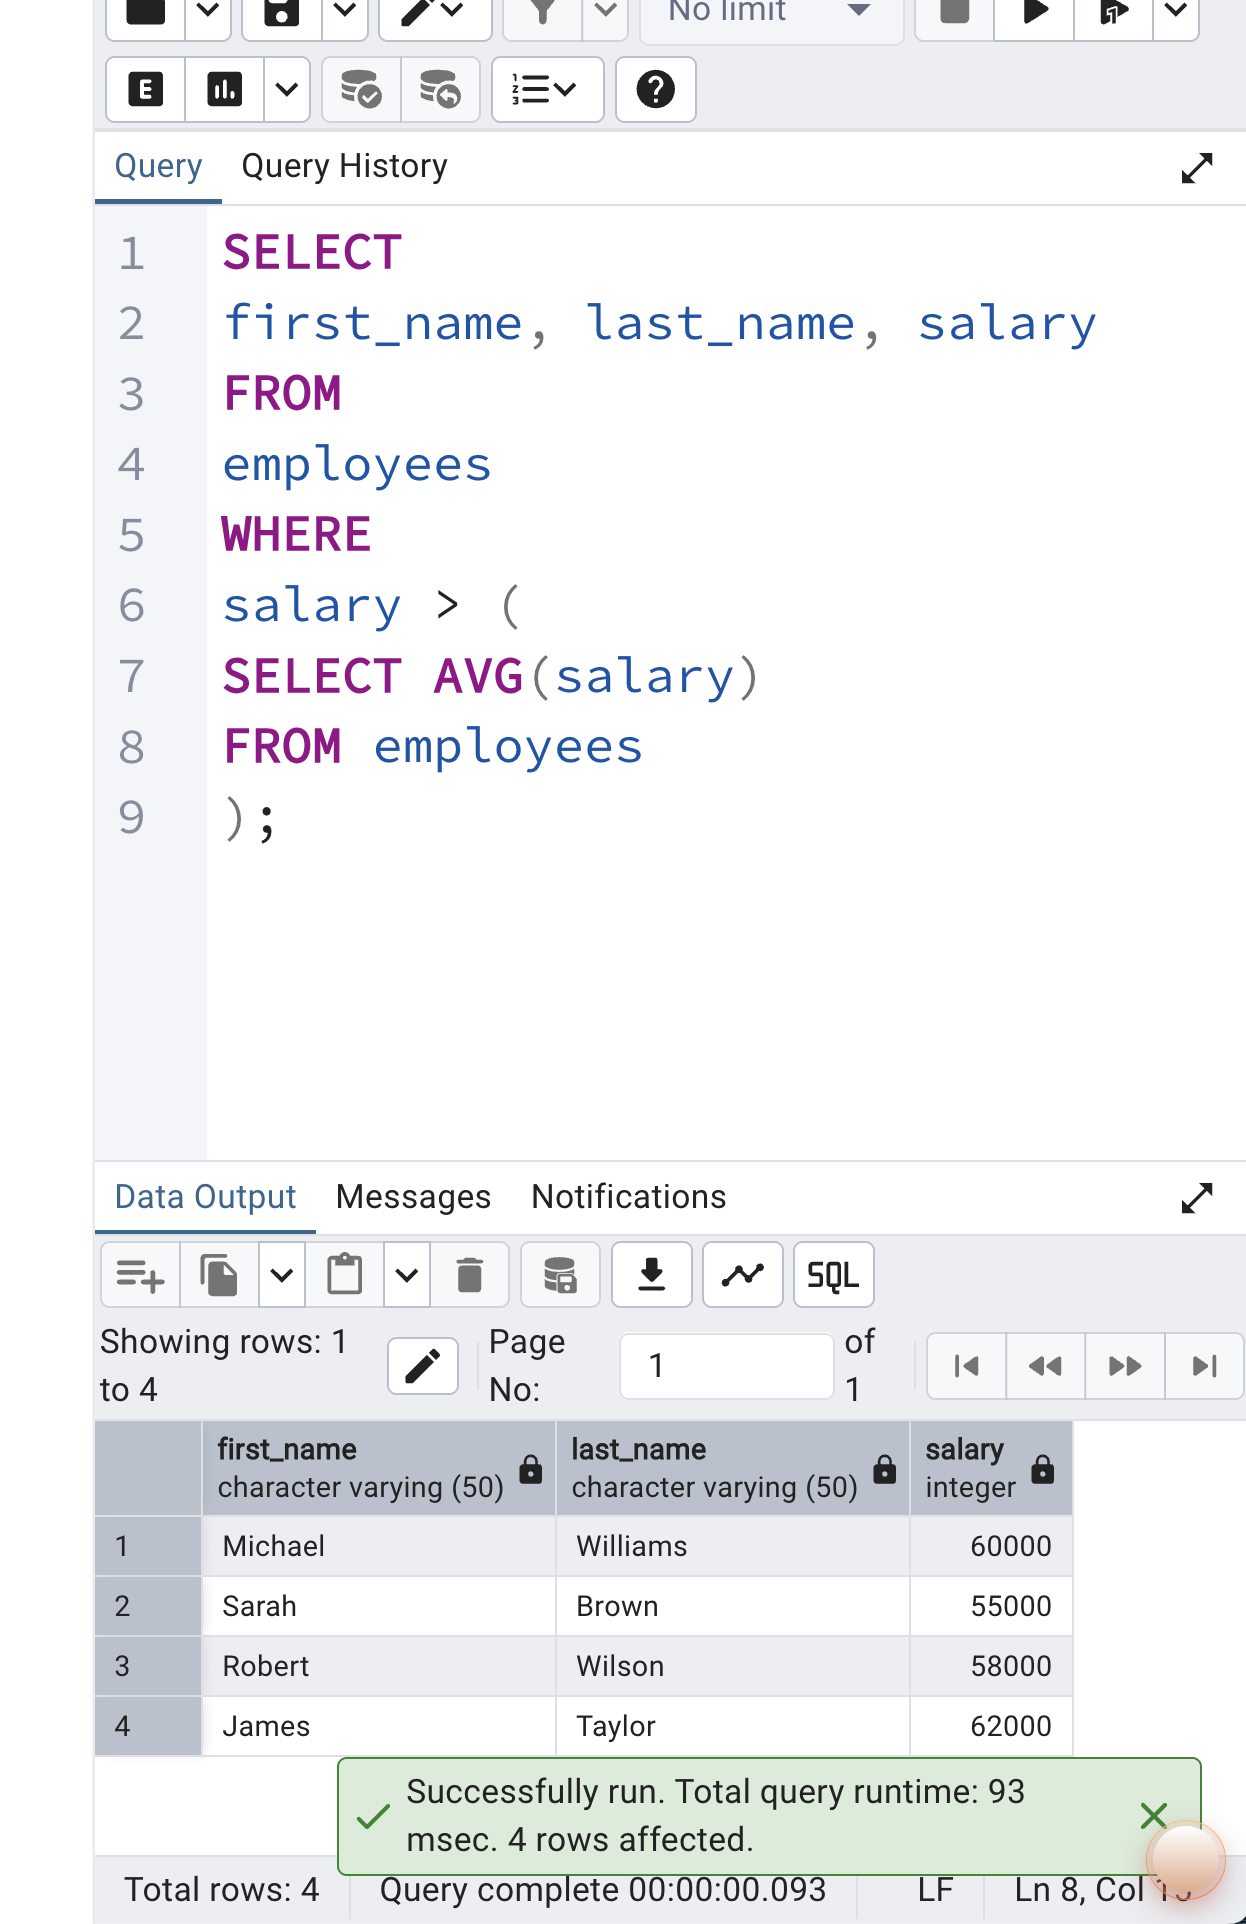 No limit
E
1
2
3
Query Query History
1 SELECT
2 first_name, last_name, salary
3 FROM
4 employees
5 WHERE
6 salary > (
7 SELECT AVG(salary)
8 FROM employees
9 );
Data Output Messages Notifications
SQL
Showing rows: 1
to 4
Page
No:
1
of
1
first_name last_name salary
character varying (50) character varying (50) integer
1 Michael Williams 60000
2 Sarah Brown 55000
3 Robert Wilson 58000
4 James Taylor 62000
Successfully run. Total query runtime: 93
msec. 4 rows affected.
Total rows: 4 Query complete 00:00:00.093 LF Ln 8, Col